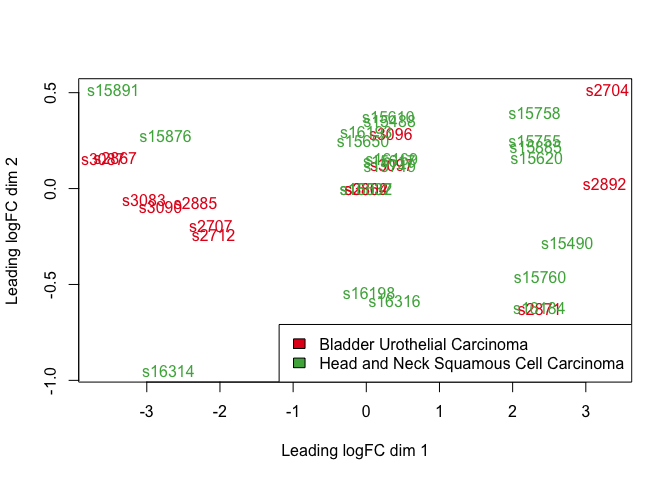 0.5
s15891
s2704
s15610
s15488
s15758
s15876
s3096
s15650
s15755
s15885
s3087
s2867
s15620
0.0
s2892
s3083
s3090
s2885
s2707
s2712
s15490
-0.5
s15760
s16198
s16316
s2871
s16314
-1.0
Bladder Urothelial Carcinoma
Head and Neck Squamous Cell Carcinoma
-3 -2 -1 0 1 2 3
Leading logFC dim 1
Leading logFC dim 2